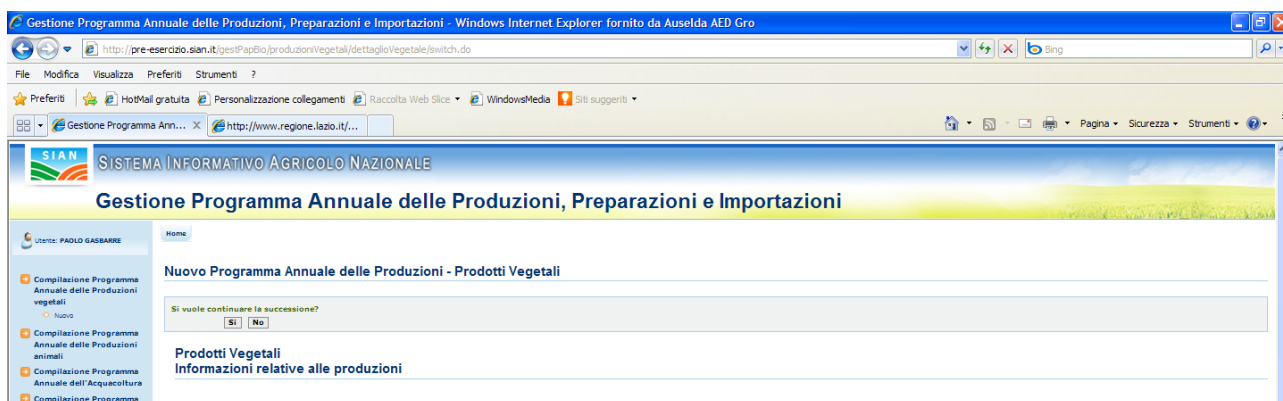 Gestione Programma Annuale delle Produzioni, Preparazioni e Importazioni - Windows Internet Explorer fornito da Auselda AED Gro
http://pre-esercizio.sian.it/gestPapBio/produzioniVegetali/dettaglioVegetale/switch.do
Bing
File Modifica Visualizza Preferiti Strumenti ?
Preferiti HotMail gratuita Personalizzazione collegamenti Raccolta Web Slice WindowsMedia Siti suggeriti
Gestione Programma Ann... X http://www.regione.lazio.it/... Pagina Sicurezza Strumenti
SIAN SISTEMA INFORMATIVO AGRICOLO NAZIONALE
Gestione Programma Annuale delle Produzioni, Preparazioni e Importazioni
Utente: PAOLO GASBARRE
Home
Compilazione Programma
Annuale delle Produzioni
vegetali
Nuovo
Compilazione Programma
Annuale delle Produzioni
animali
Compilazione Programma
Annuale dell'Acquacoltura
Compilazione Programma
Nuovo Programma Annuale delle Produzioni - Prodotti Vegetali
Si vuole continuare la successione?
Si No
Prodotti Vegetali
Informazioni relative alle produzioni